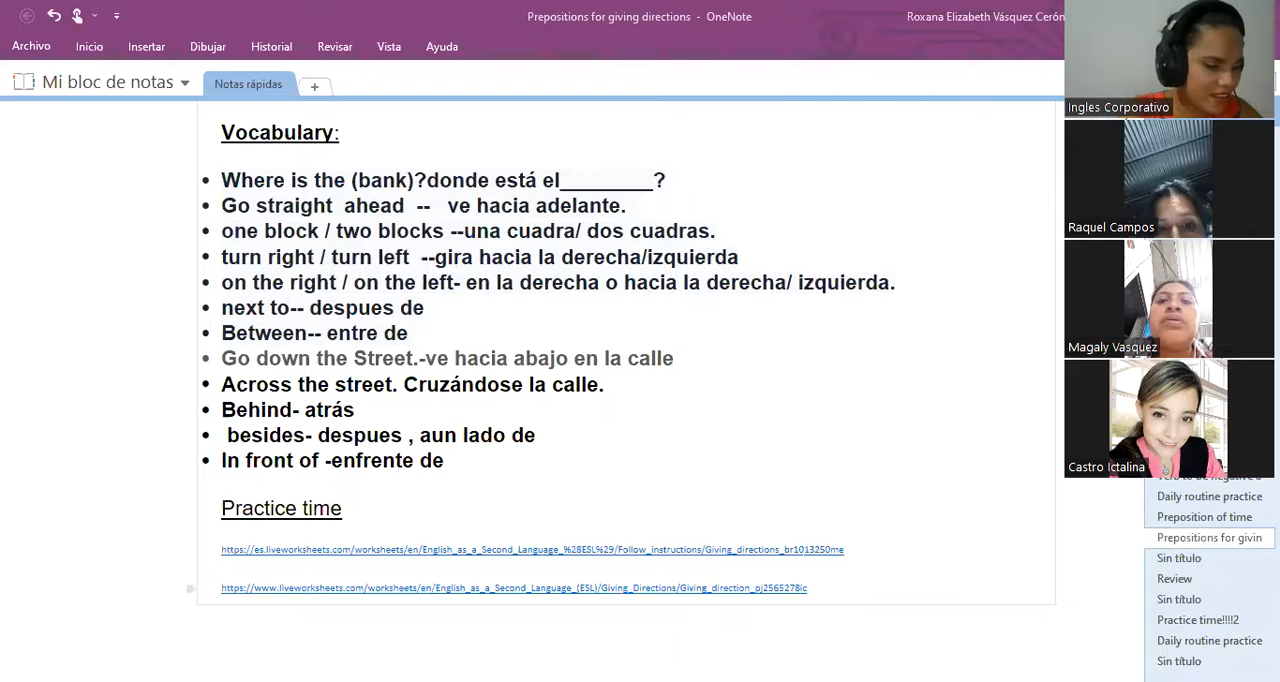 Prepositions for giving directions - OneNote
Roxana Elizabeth Vásquez Cerón
Archivo Inicio Insertar Dibujar Historial Revisar Vista Ayuda
Mi bloc de notas
Notas rápidas
+
Vocabulary:
• Where is the (bank)?donde está el________?
• Go straight ahead -- ve hacia adelante.
• one block / two blocks --una cuadra/ dos cuadras.
• turn right / turn left --gira hacia la derecha/izquierda
• on the right / on the left- en la derecha o hacia la derecha/ izquierda.
• next to-- despues de
• Between-- entre de
• Go down the Street.-ve hacia abajo en la calle
• Across the street. Cruzándose la calle.
• Behind- atrás
• besides- despues , aun lado de
• In front of -enfrente de
Practice time
https://es.liveworksheets.com/worksheets/en/English_as_a_Second_Language_%28ESL%29/Follow_instructions/Giving_directions_br1013250me
https://www.liveworksheets.com/worksheets/en/English_as_a_Second_Language_(ESL)/Giving_Directions/Giving_direction_pj2565278ic
Ingles Corporativo
Raquel Campos
Magaly Vasquez
Castro Ictalina
Daily routine practice
Preposition of time
Prepositions for givin
Sin título
Review
Sin título
Practice time!!!!2
Daily routine practice
Sin título